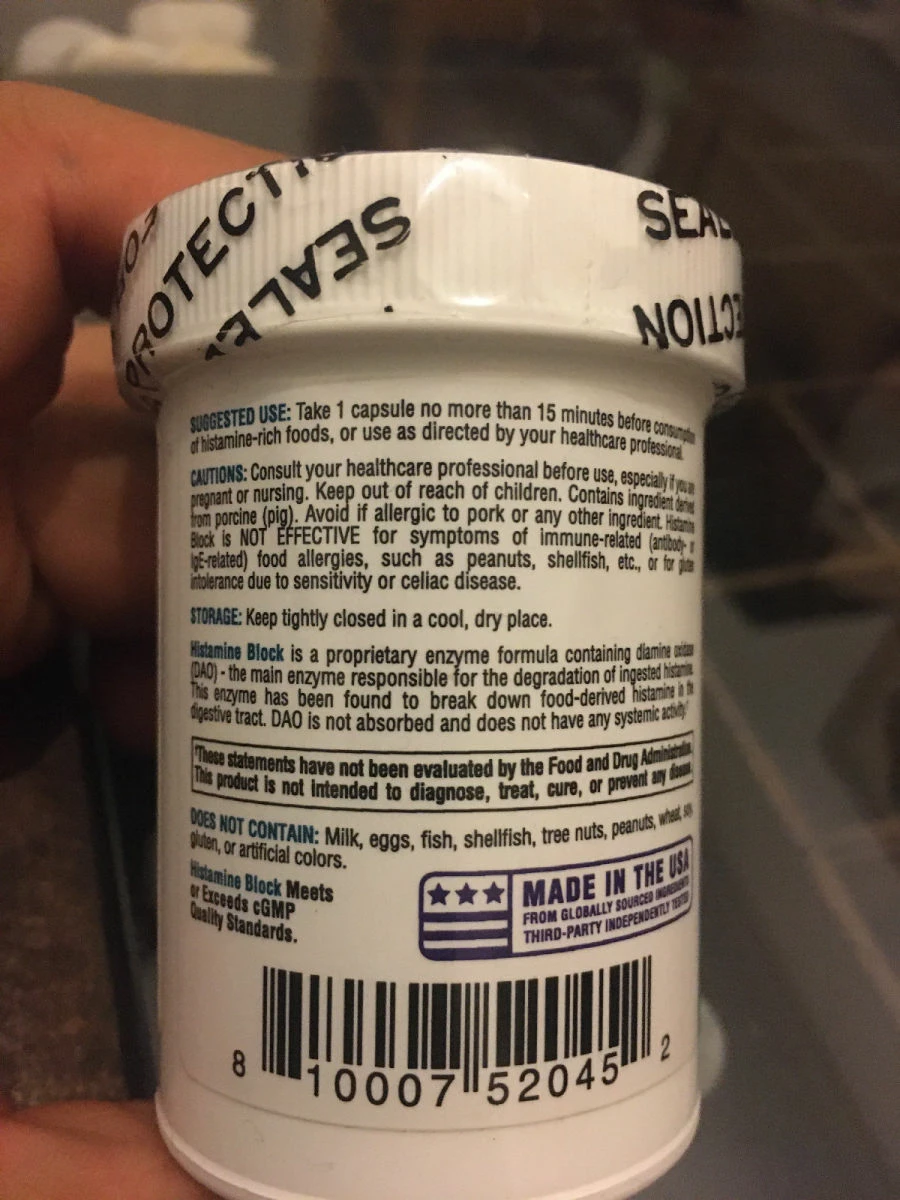 PROTECTI
SEALE
SEAL
ECTION
SUGGESTED USE: Take 1 capsule no more than 15 minutes before consumption
of histamine-rich foods, or use as directed by your healthcare professional.
CAUTIONS: Consult your healthcare professional before use, especially if you are
pregnant or nursing. Keep out of reach of children. Contains ingredient derived
from porcine (pig). Avoid if allergic to pork or any other ingredient. Histamine
Block is NOT EFFECTIVE for symptoms of immune-related (antibody- or
IgE-related) food allergies, such as peanuts, shellfish, etc., or for gluten
intolerance due to sensitivity or celiac disease.
STORAGE: Keep tightly closed in a cool, dry place.
Histamine Block is a proprietary enzyme formula containing diamine oxidase
(DAO) - the main enzyme responsible for the degradation of ingested histamine.
This enzyme has been found to break down food-derived histamine in the
digestive tract. DAO is not absorbed and does not have any systemic activity.†
†These statements have not been evaluated by the Food and Drug Administration.
This product is not intended to diagnose, treat, cure, or prevent any disease.
DOES NOT CONTAIN: Milk, eggs, fish, shellfish, tree nuts, peanuts, wheat, soy,
gluten, or artificial colors.
Histamine Block Meets
or Exceeds cGMP
Quality Standards.
MADE IN THE USA
FROM GLOBALLY SOURCED INGREDIENTS
THIRD-PARTY INDEPENDENTLY TESTED
8 10007 52045 2